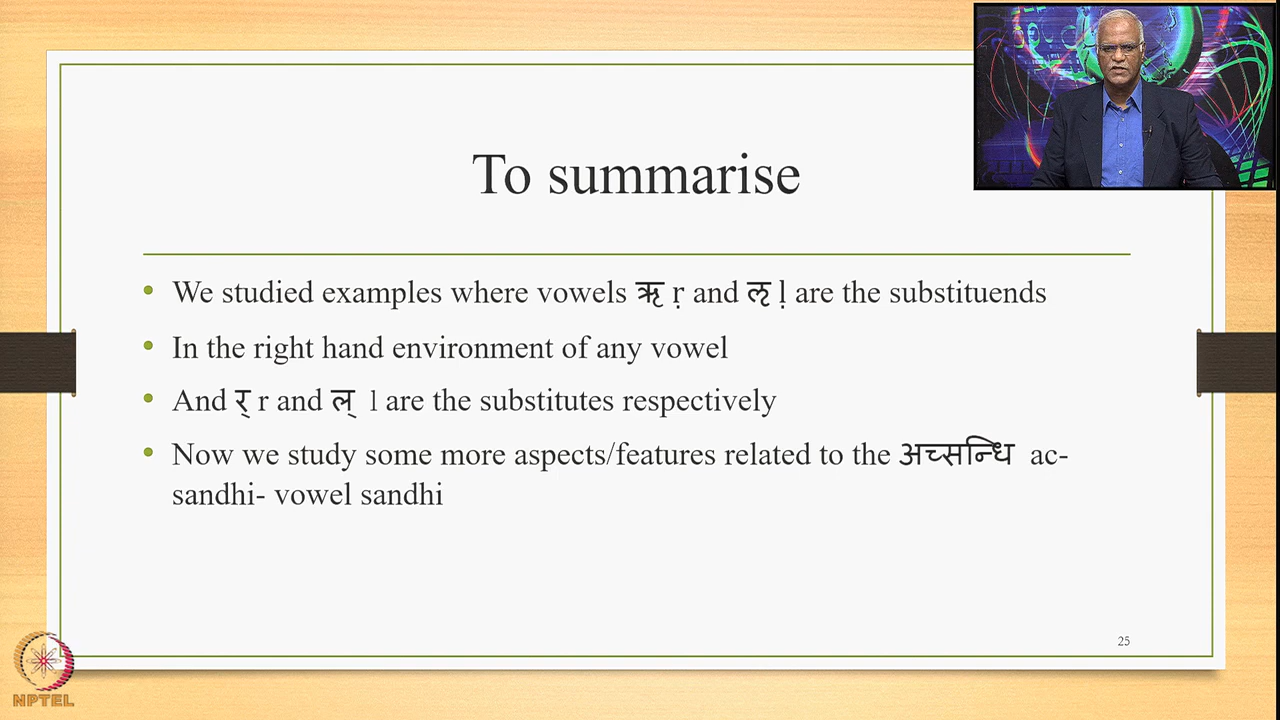 To summarise
We studied examples where vowels ऋ ṛ and ऌ ḷ are the substituends
In the right hand environment of any vowel
And र् r and ल् l are the substitutes respectively
Now we study some more aspects/features related to the अच्सन्धि ac-
sandhi- vowel sandhi
25
NPTEL